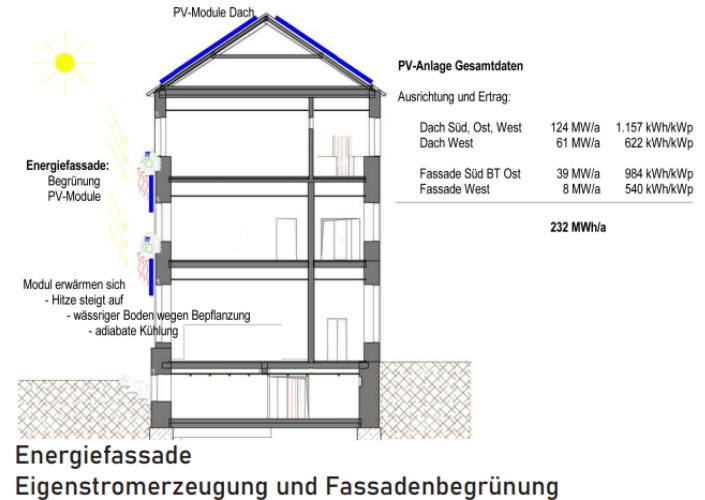 PV-Module Dach
PV-Anlage Gesamtdaten
Ausrichtung und Ertrag:
Dach Süd, Ost, West 124 MW/a 1.157 kWh/kWp
Dach West 61 MW/a 622 kWh/kWp
Fassade Süd BT Ost 39 MW/a 984 kWh/kWp
Fassade West 8 MW/a 540 kWh/kWp
232 MWh/a
Energiefassade:
Begrünung
PV-Module
Modul erwärmen sich
- Hitze steigt auf
- wässriger Boden wegen Bepflanzung
- adiabate Kühlung
Energiefassade
Eigenstromerzeugung und Fassadenbegrünung